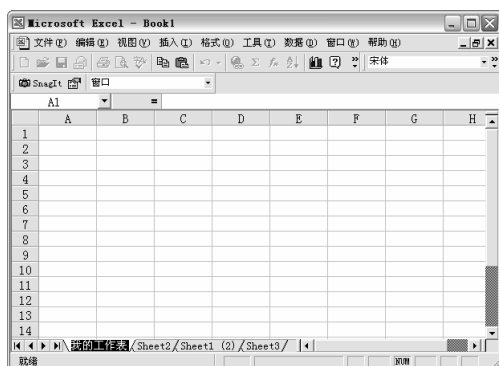 Microsoft Excel - Book1
文件(F) 编辑(E) 视图(V) 插入(I) 格式(O) 工具(T) 数据(D) 窗口(W) 帮助(H)
宋体
SnagIt 窗口
A1 =
A B C D E F G H
1
2
3
4
5
6
7
8
9
10
11
12
13
14
我的工作表 Sheet2 Sheet1 (2) Sheet3
就绪 NUM